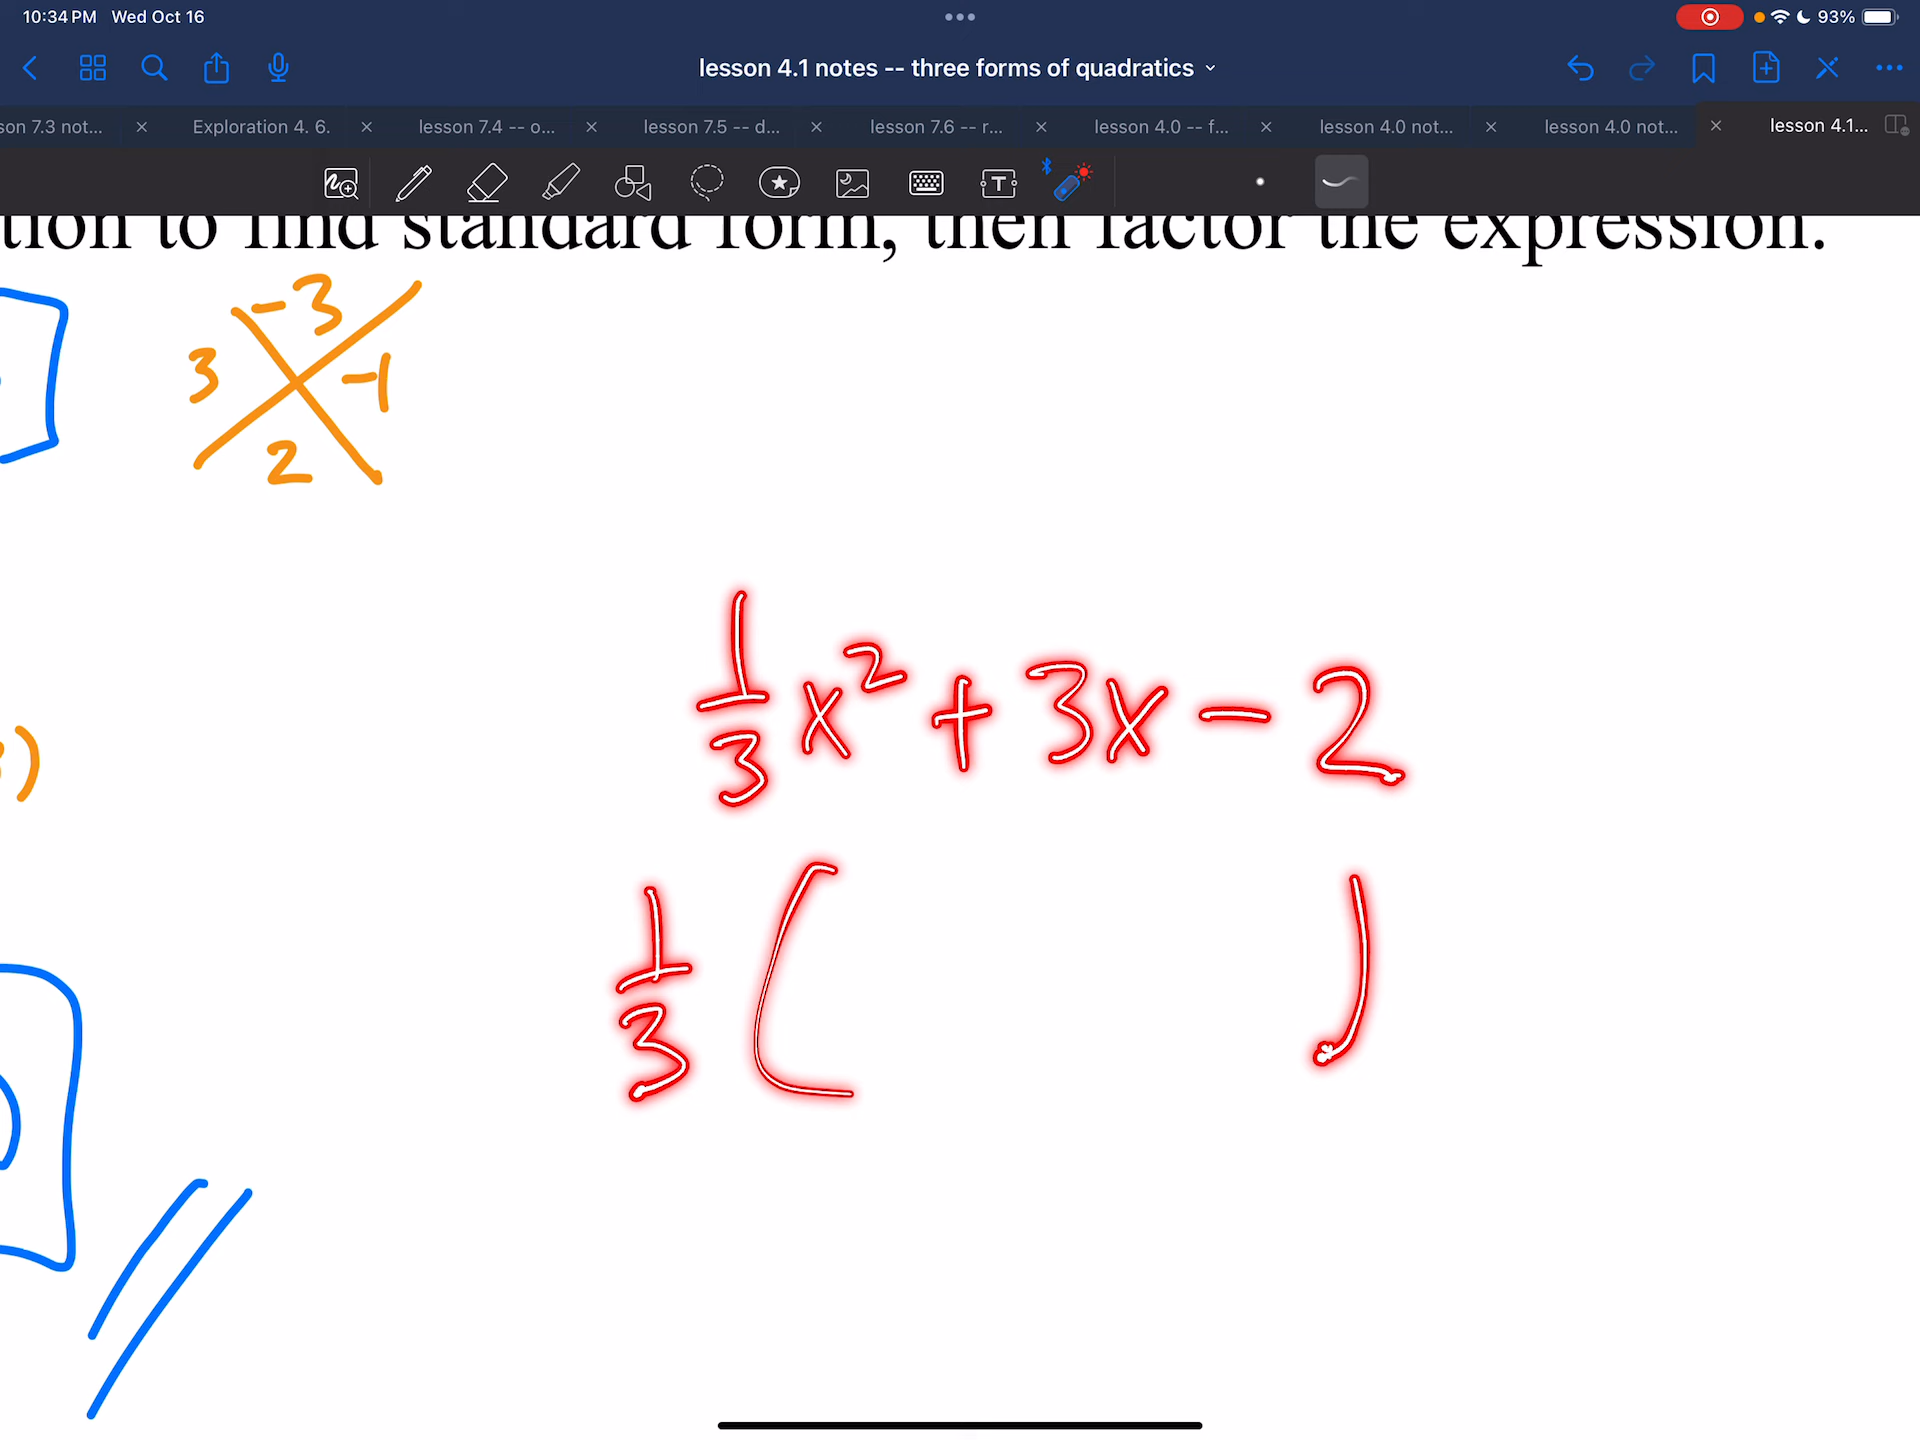 10:34 PM Wed Oct 16
93%
lesson 4.1 notes -- three forms of quadratics
son 7.3 not...
Exploration 4. 6.
lesson 7.4 -- o...
lesson 7.5 -- d...
lesson 7.6 -- r...
lesson 4.0 -- f...
lesson 4.0 not...
lesson 4.0 not...
lesson 4.1...
tion to find standard form, then factor the expression.
-3
3 -1
2
1/3 x² + 3x - 2
)
1/3 ( )